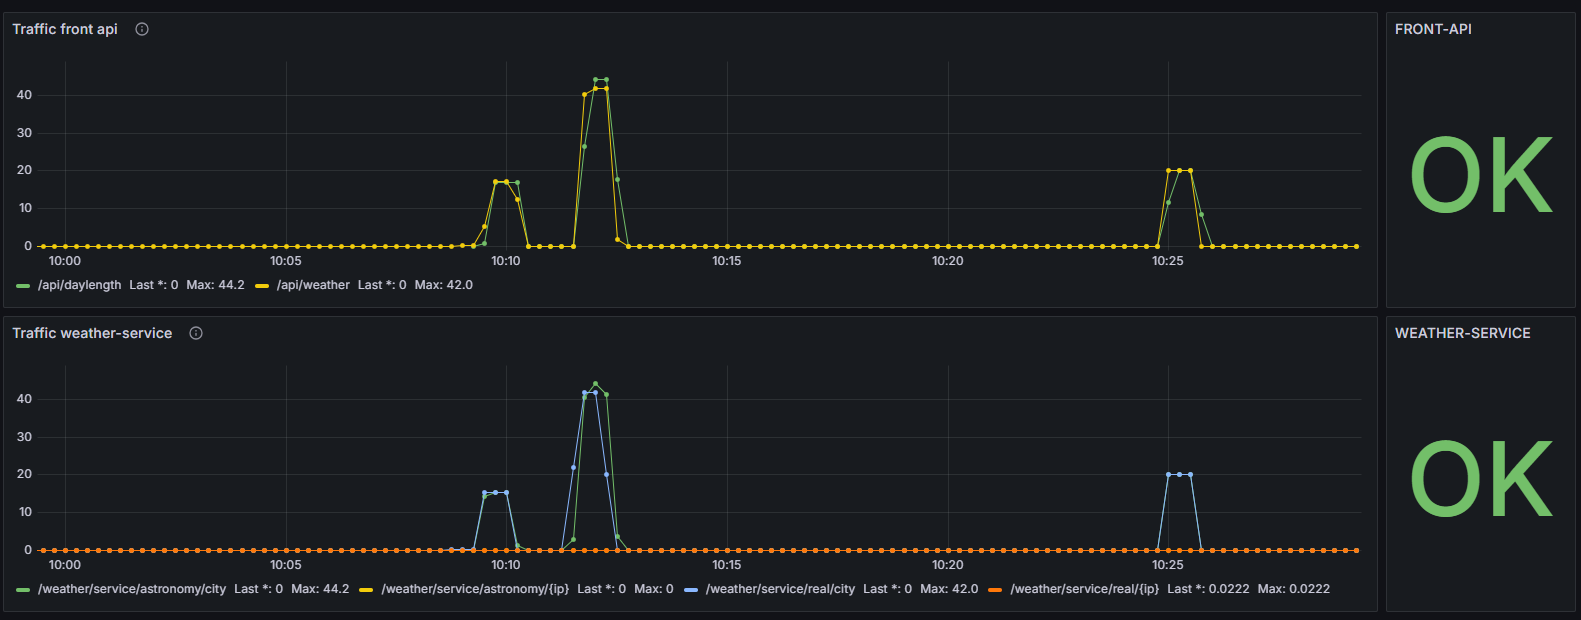 Traffic front api
FRONT-API
40
30
20
10
0
10:00 10:05 10:10 10:15 10:20 10:25
/api/daylength Last *: 0 Max: 44.2 /api/weather Last *: 0 Max: 42.0
OK
Traffic weather-service
WEATHER-SERVICE
40
30
20
10
0
10:00 10:05 10:10 10:15 10:20 10:25
/weather/service/astronomy/city Last *: 0 Max: 44.2 /weather/service/astronomy/{ip} Last *: 0 Max: 0 /weather/service/real/city Last *: 0 Max: 42.0 /weather/service/real/{ip} Last *: 0.0222 Max: 0.0222
OK